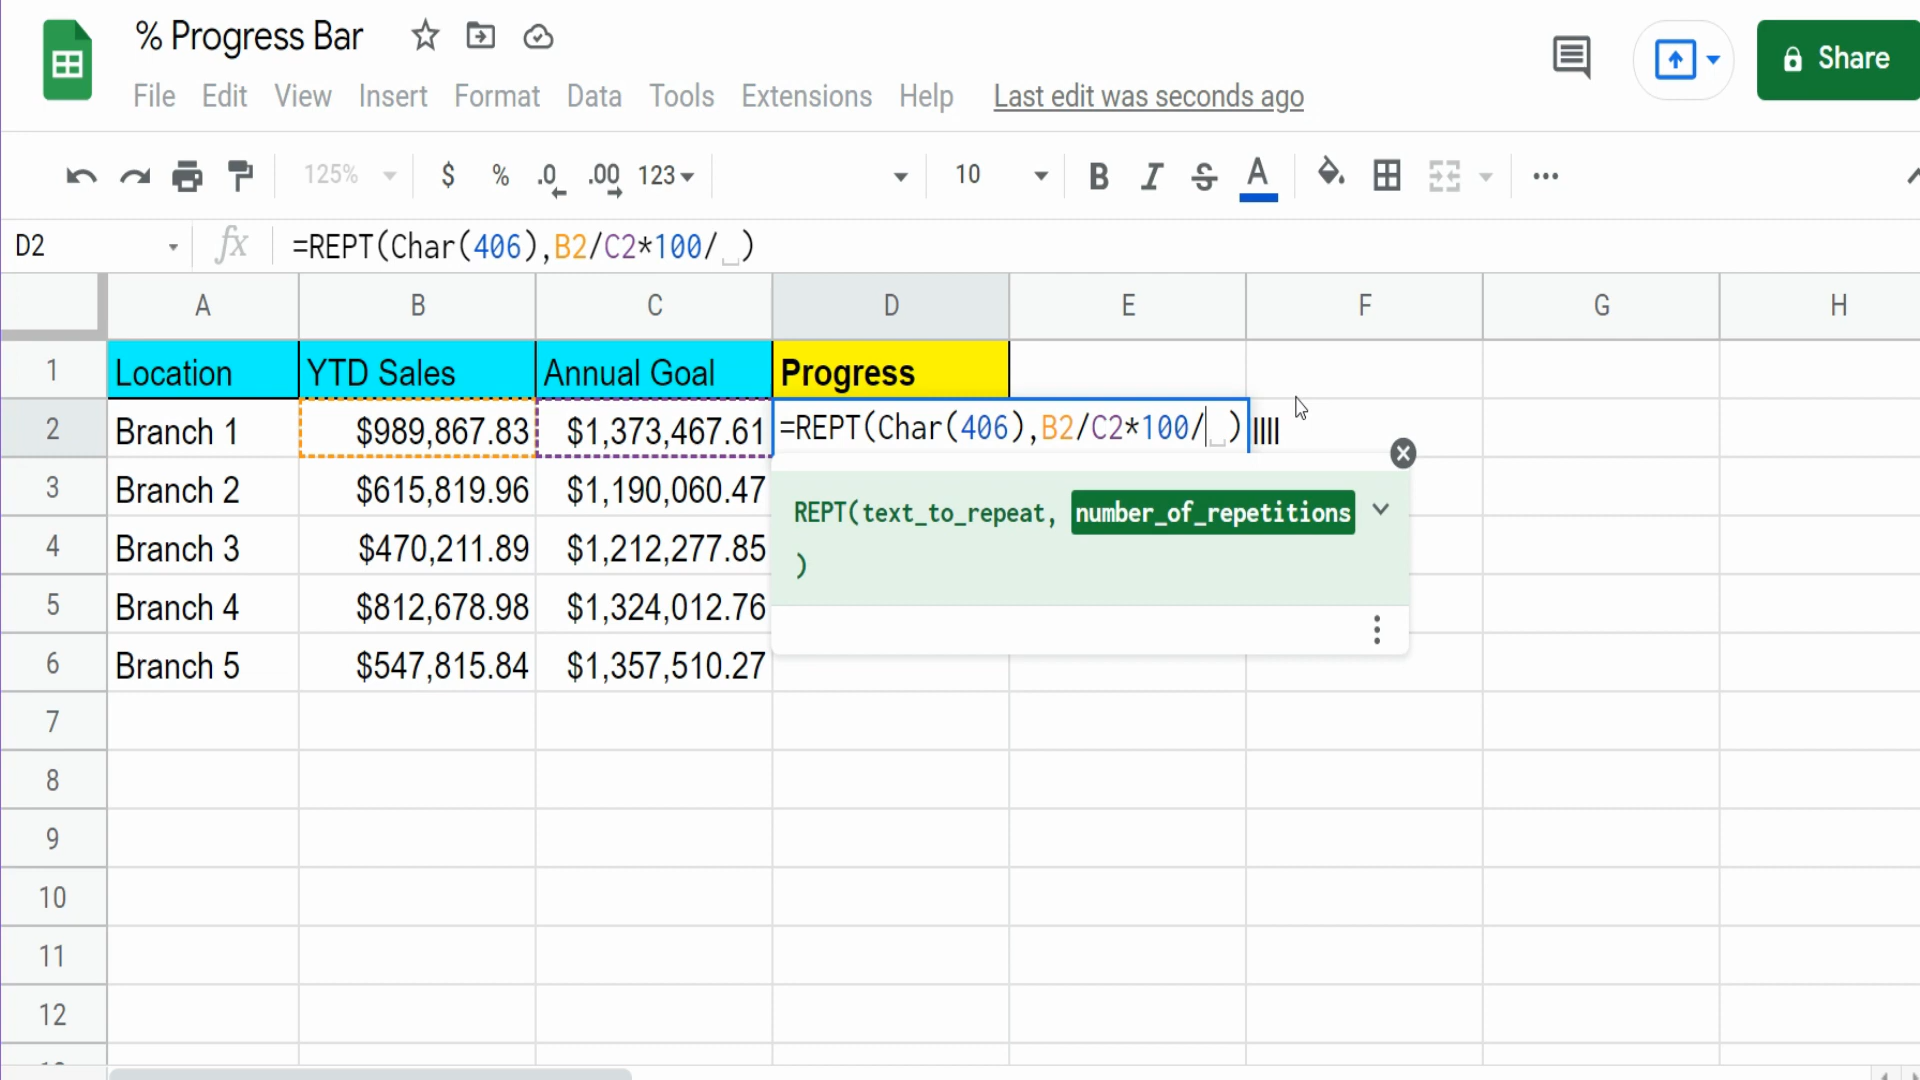 % Progress Bar
File Edit View Insert Format Data Tools Extensions Help Last edit was seconds ago
Share
125% $ % .0 .00 123 10 B I S A
D2 fx =REPT(Char(406),B2/C2*100/ )
A B C D E F G H
1 Location YTD Sales Annual Goal Progress
2 Branch 1 $989,867.83 $1,373,467.61 =REPT(Char(406),B2/C2*100/ )
REPT(text_to_repeat, number_of_repetitions
)
3 Branch 2 $615,819.96 $1,190,060.47
4 Branch 3 $470,211.89 $1,212,277.85
5 Branch 4 $812,678.98 $1,324,012.76
6 Branch 5 $547,815.84 $1,357,510.27
7
8
9
10
11
12